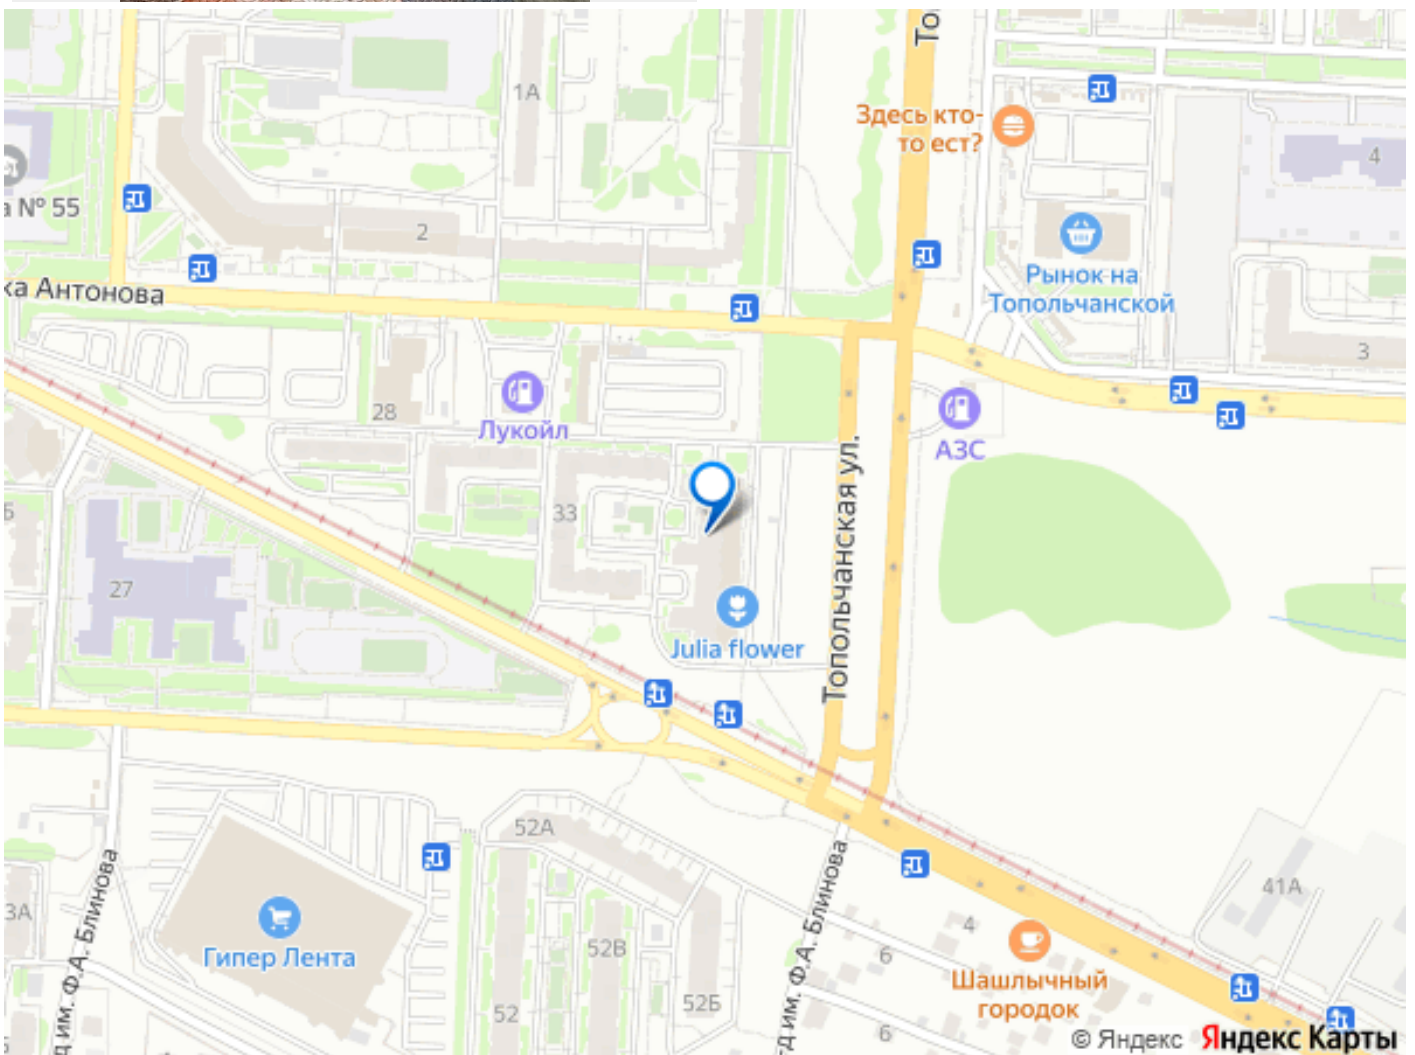 То
1А
Здесь кто-
то ест?
4
а № 55
2
Рынок на
Топольчанской
ка Антонова
3
28
Лукойл
АЗС
Топольчанская ул.
33
27
Julia flower
52А
д им. Ф.А. Блинова
3А
Гипер Лента
52В
52
52Б
зд им. Ф.А. Блинова
4
6
6
41А
Шашлычный
городок
© Яндекс Яндекс Карты